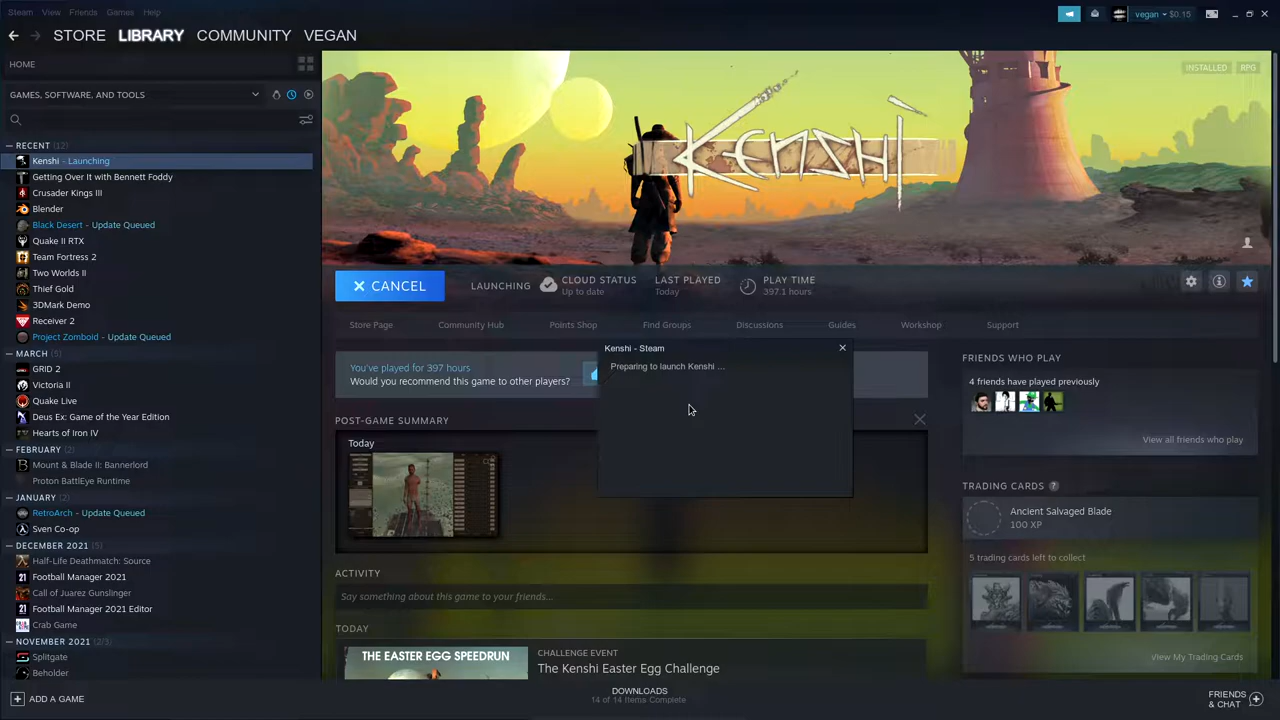 Steam View Friends Games Help
vegan $0.15
STORE LIBRARY COMMUNITY VEGAN
HOME
GAMES, SOFTWARE, AND TOOLS
RECENT (12)
Kenshi - Launching
Getting Over It with Bennett Foddy
Crusader Kings III
Blender
Black Desert - Update Queued
Quake II RTX
Team Fortress 2
Two Worlds II
Thief Gold
3DMark Demo
Receiver 2
Project Zomboid - Update Queued
MARCH (5)
GRID 2
Victoria II
Quake Live
Deus Ex: Game of the Year Edition
Hearts of Iron IV
FEBRUARY (2)
Mount & Blade II: Bannerlord
Proton BattlEye Runtime
JANUARY (2)
RetroArch - Update Queued
Sven Co-op
DECEMBER 2021 (5)
Half-Life Deathmatch: Source
21 Football Manager 2021
Call of Juarez Gunslinger
21 Football Manager 2021 Editor
Crab Game
NOVEMBER 2021 (2/3)
Splitgate
Beholder
ADD A GAME
KENSHI
INSTALLED RPG
CANCEL
LAUNCHING
CLOUD STATUS
Up to date
LAST PLAYED
Today
PLAY TIME
397.1 hours
Store Page Community Hub Points Shop Find Groups Discussions Guides Workshop Support
You've played for 397 hours
Would you recommend this game to other players?
Kenshi - Steam
Preparing to launch Kenshi ...
POST-GAME SUMMARY
Today
ACTIVITY
Say something about this game to your friends...
TODAY
THE EASTER EGG SPEEDRUN
CHALLENGE EVENT
The Kenshi Easter Egg Challenge
FRIENDS WHO PLAY
4 friends have played previously
View all friends who play
TRADING CARDS ?
Ancient Salvaged Blade
100 XP
5 trading cards left to collect
View My Trading Cards
DOWNLOADS
14 of 14 Items Complete
FRIENDS
& CHAT